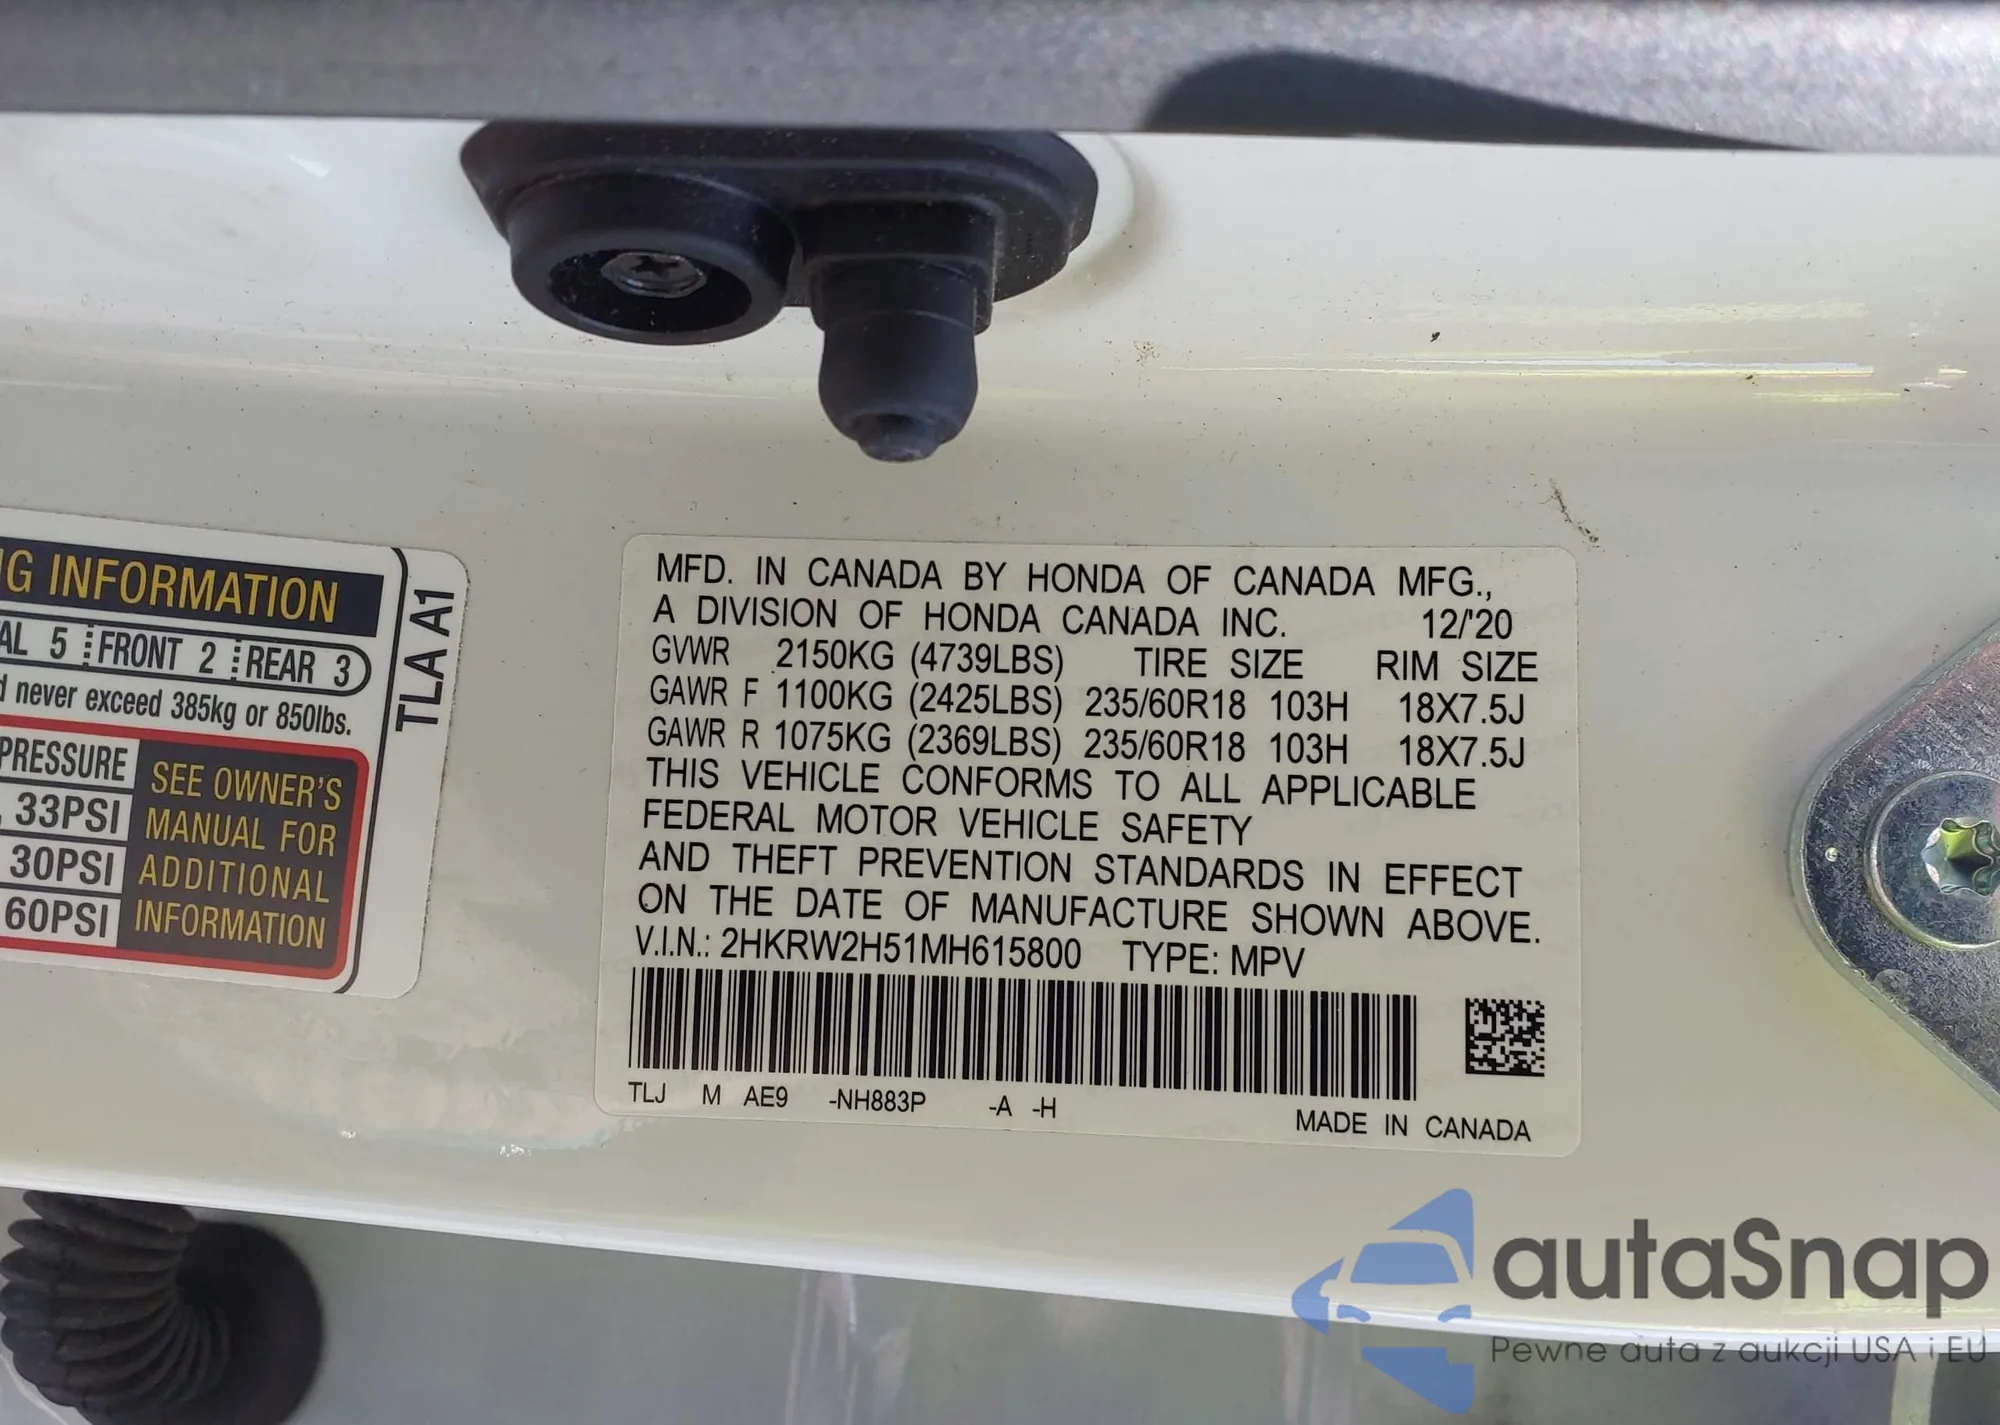 G INFORMATION
AL 5 FRONT 2 REAR 3
d never exceed 385kg or 850lbs.
PRESSURE
, 33PSI
30PSI
60PSI
SEE OWNER'S
MANUAL FOR
ADDITIONAL
INFORMATION
TLA A1
MFD. IN CANADA BY HONDA OF CANADA MFG.,
A DIVISION OF HONDA CANADA INC. 12/'20
GVWR 2150KG (4739LBS) TIRE SIZE RIM SIZE
GAWR F 1100KG (2425LBS) 235/60R18 103H 18X7.5J
GAWR R 1075KG (2369LBS) 235/60R18 103H 18X7.5J
THIS VEHICLE CONFORMS TO ALL APPLICABLE
FEDERAL MOTOR VEHICLE SAFETY
AND THEFT PREVENTION STANDARDS IN EFFECT
ON THE DATE OF MANUFACTURE SHOWN ABOVE.
V.I.N.: 2HKRW2H51MH615800 TYPE: MPV
TLJ M AE9 -NH883P -A -H
MADE IN CANADA
autaSnap
Pewne auta z aukcji USA i EU